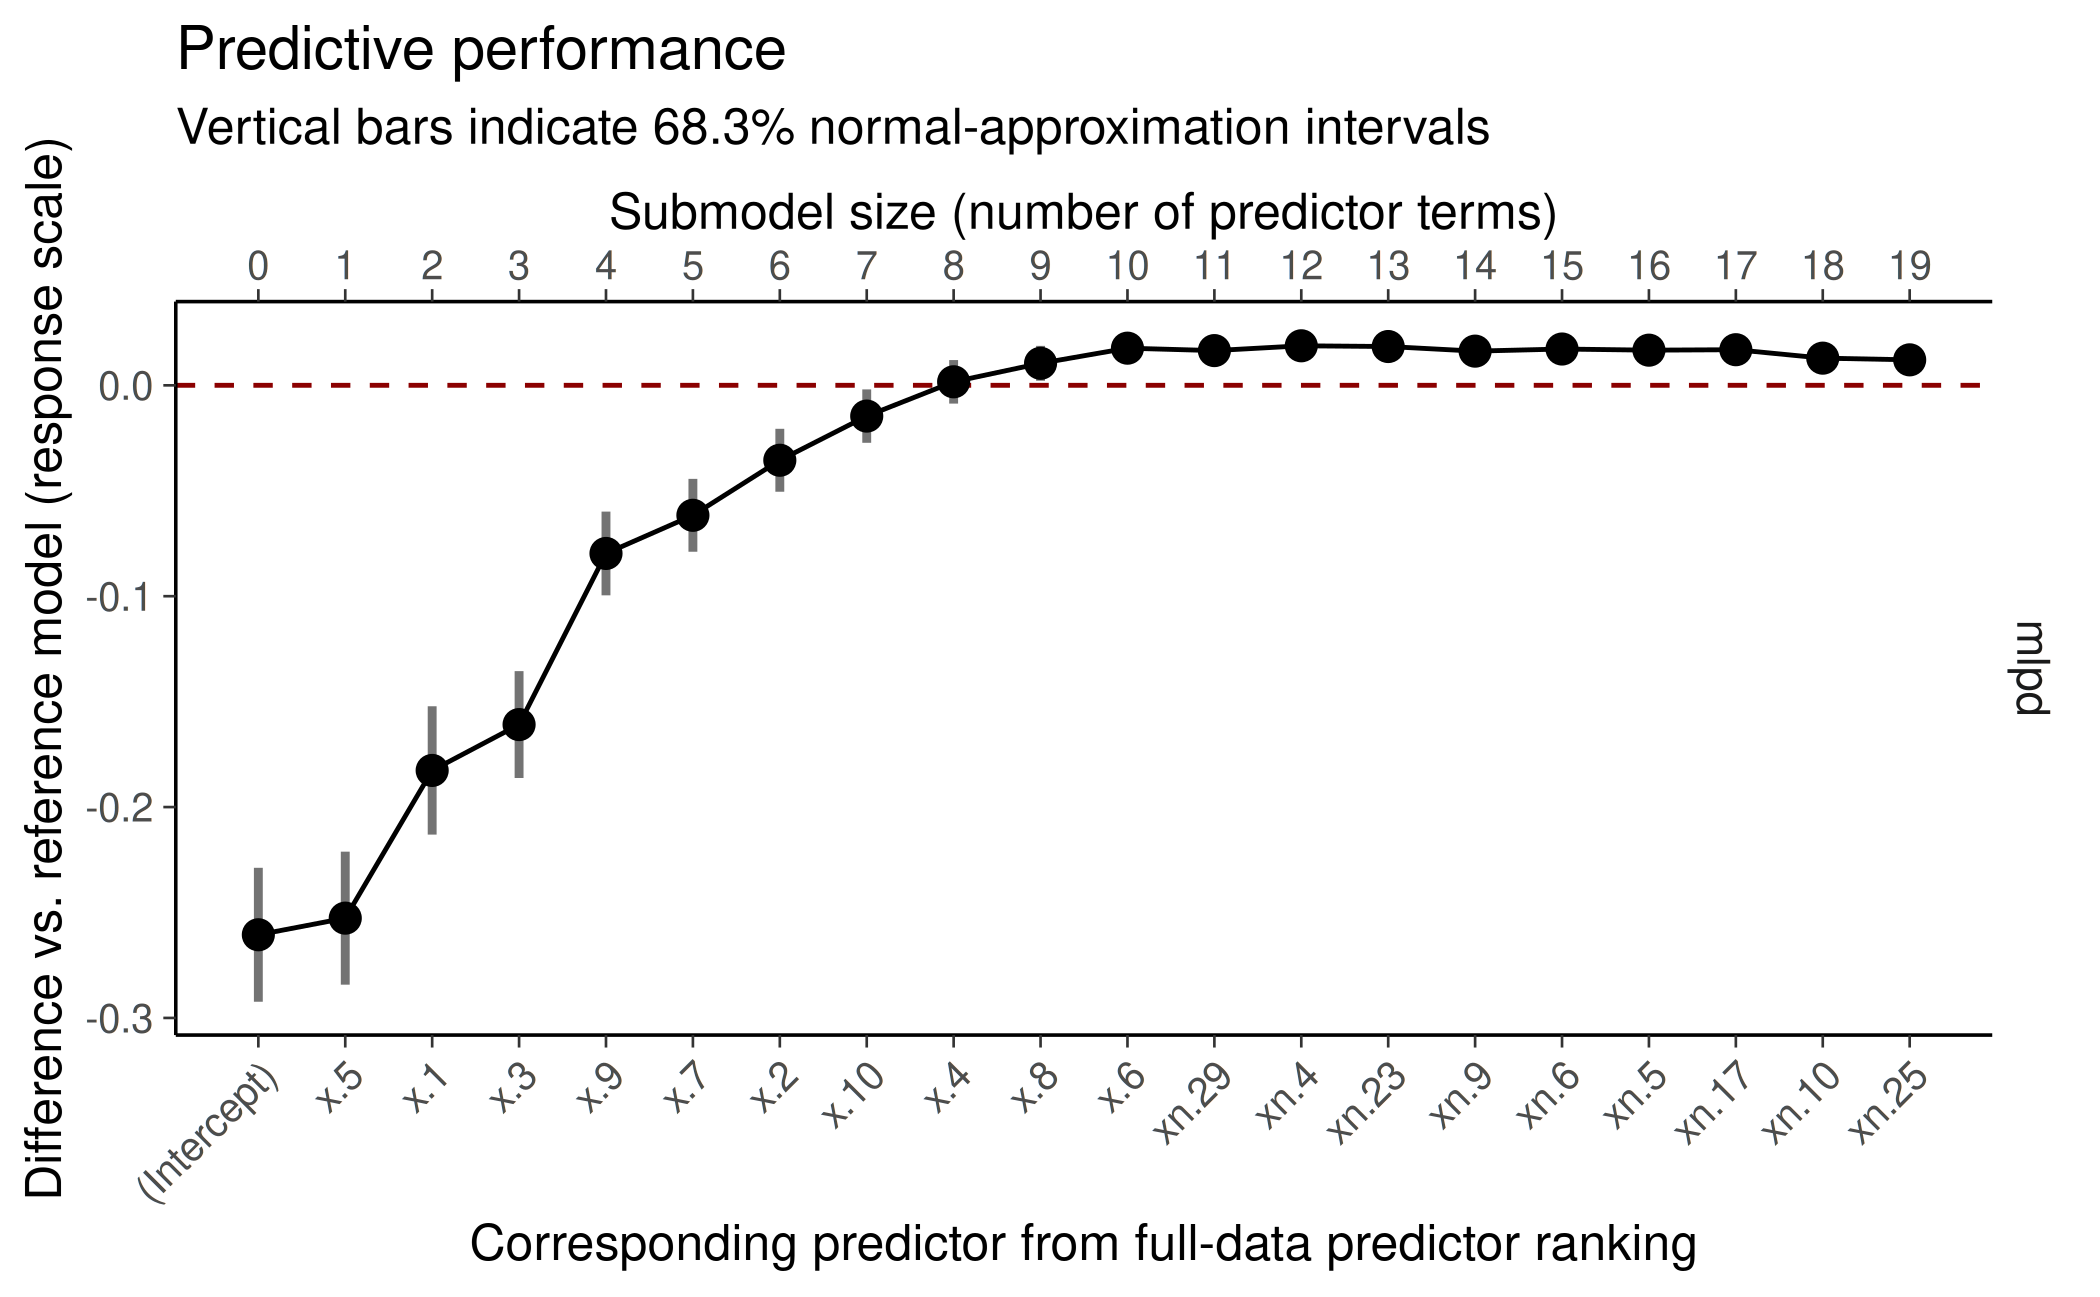 Predictive performance
Vertical bars indicate 68.3% normal-approximation intervals
Submodel size (number of predictor terms)
0 1 2 3 4 5 6 7 8 9 10 11 12 13 14 15 16 17 18 19
Difference vs. reference model (response scale)
0.0
-0.1
-0.2
-0.3
mlpd
(Intercept) x.5 x.1 x.3 x.9 x.7 x.2 x.10 x.4 x.8 x.6 xn.29 xn.4 xn.23 xn.9 xn.6 xn.5 xn.17 xn.10 xn.25
Corresponding predictor from full-data predictor ranking